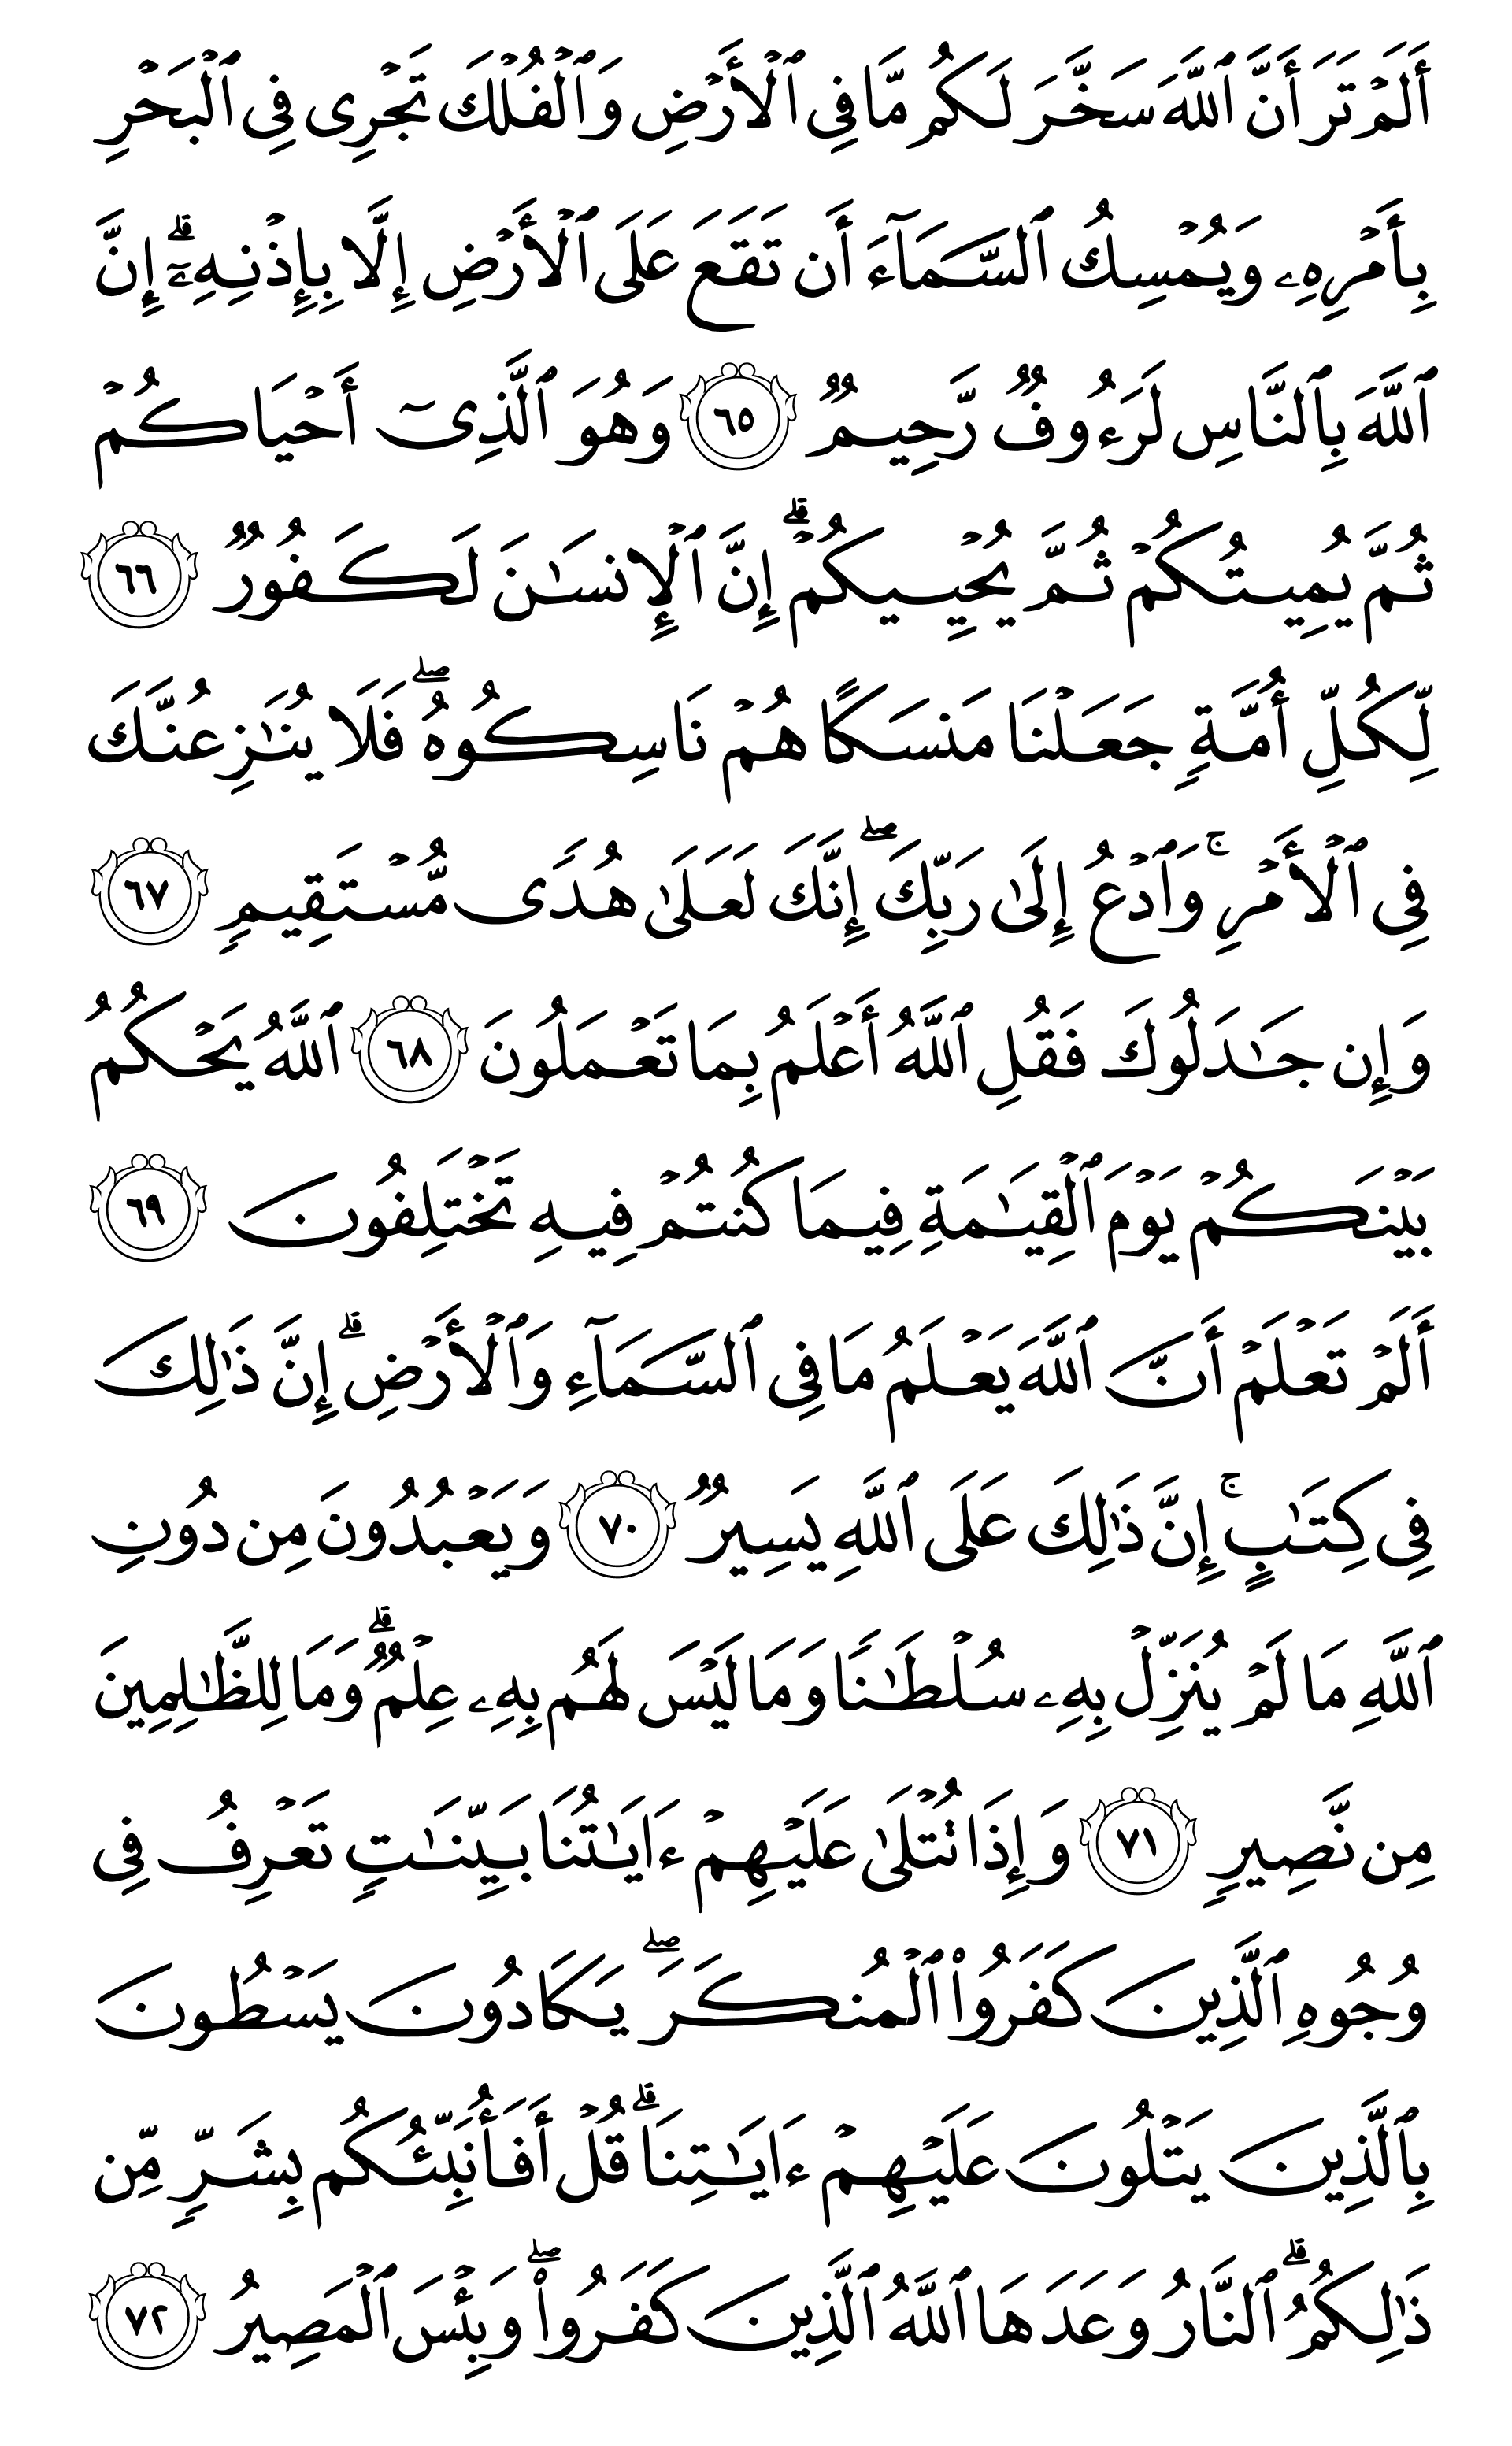 أَلَمۡ تَرَ أَنَّ ٱللَّهَ سَخَّرَ لَكُم مَّا فِي ٱلۡأَرۡضِ وَٱلۡفُلۡكَ تَجۡرِي فِي ٱلۡبَحۡرِ
بِأَمۡرِهِۦ وَيُمۡسِكُ ٱلسَّمَآءَ أَن تَقَعَ عَلَى ٱلۡأَرۡضِ إِلَّا بِإِذۡنِهِۦٓۚ إِنَّ
ٱللَّهَ بِٱلنَّاسِ لَرَءُوفٞ رَّحِيمٞ ٦٥ وَهُوَ ٱلَّذِيٓ أَحۡيَاكُمۡ
ثُمَّ يُمِيتُكُمۡ ثُمَّ يُحۡيِيكُمۡۗ إِنَّ ٱلۡإِنسَٰنَ لَكَفُورٞ ٦٦
لِّكُلِّ أُمَّةٖ جَعَلۡنَا مَنسَكًا هُمۡ نَاسِكُوهُۖ فَلَا يُنَٰزِعُنَّكَ
فِي ٱلۡأَمۡرِۚ وَٱدۡعُ إِلَىٰ رَبِّكَۖ إِنَّكَ لَعَلَىٰ هُدٗى مُّسۡتَقِيمٖ ٦٧
وَإِن جَٰدَلُوكَ فَقُلِ ٱللَّهُ أَعۡلَمُ بِمَا تَعۡمَلُونَ ٦٨ ٱللَّهُ يَحۡكُمُ
بَيۡنَكُمۡ يَوۡمَ ٱلۡقِيَٰمَةِ فِيمَا كُنتُمۡ فِيهِ تَخۡتَلِفُونَ ٦٩
أَلَمۡ تَعۡلَمۡ أَنَّ ٱللَّهَ يَعۡلَمُ مَا فِي ٱلسَّمَآءِ وَٱلۡأَرۡضِۗ إِنَّ ذَٰلِكَ
فِي كِتَٰبٍۚ إِنَّ ذَٰلِكَ عَلَى ٱللَّهِ يَسِيرٞ ٧٠ وَيَعۡبُدُونَ مِن دُونِ
ٱللَّهِ مَا لَمۡ يُنَزِّلۡ بِهِۦ سُلۡطَٰنٗا وَمَا لَيۡسَ لَهُم بِهِۦ عِلۡمٞۗ وَمَا لِلظَّٰلِمِينَ
مِن نَّصِيرٖ ٧١ وَإِذَا تُتۡلَىٰ عَلَيۡهِمۡ ءَايَٰتُنَا بَيِّنَٰتٖ تَعۡرِفُ فِي
وُجُوهِ ٱلَّذِينَ كَفَرُواْ ٱلۡمُنكَرَۖ يَكَادُونَ يَسۡطُونَ
بِٱلَّذِينَ يَتۡلُونَ عَلَيۡهِمۡ ءَايَٰتِنَاۗ قُلۡ أَفَأُنَبِّئُكُم بِشَرّٖ مِّن
ذَٰلِكُمُۗ ٱلنَّارُ وَعَدَهَا ٱللَّهُ ٱلَّذِينَ كَفَرُواْۖ وَبِئۡسَ ٱلۡمَصِيرُ ٧٢